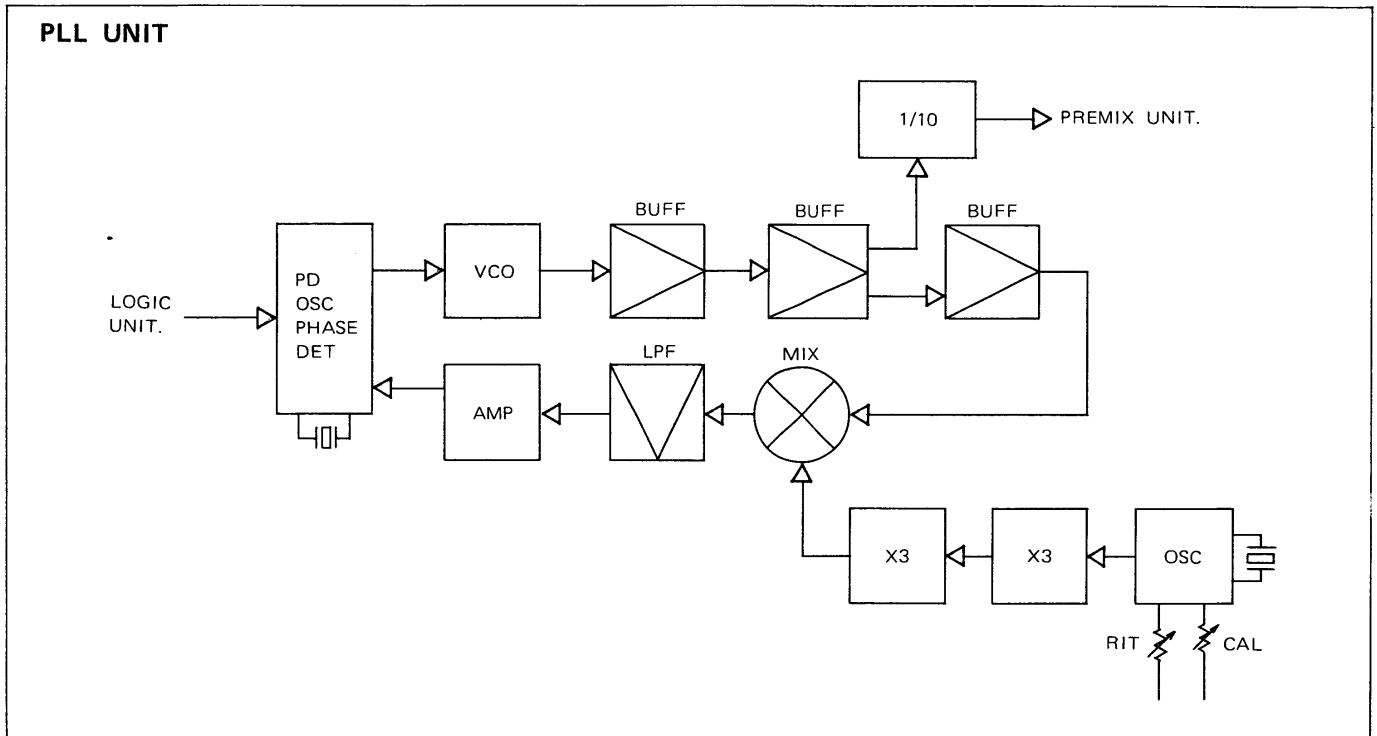 PLL UNIT
1/10
PREMIX UNIT.
BUFF
BUFF
BUFF
LOGIC
UNIT.
PD
OSC
PHASE
DET
VCO
LPF
MIX
AMP
X3
X3
OSC
RIT
CAL